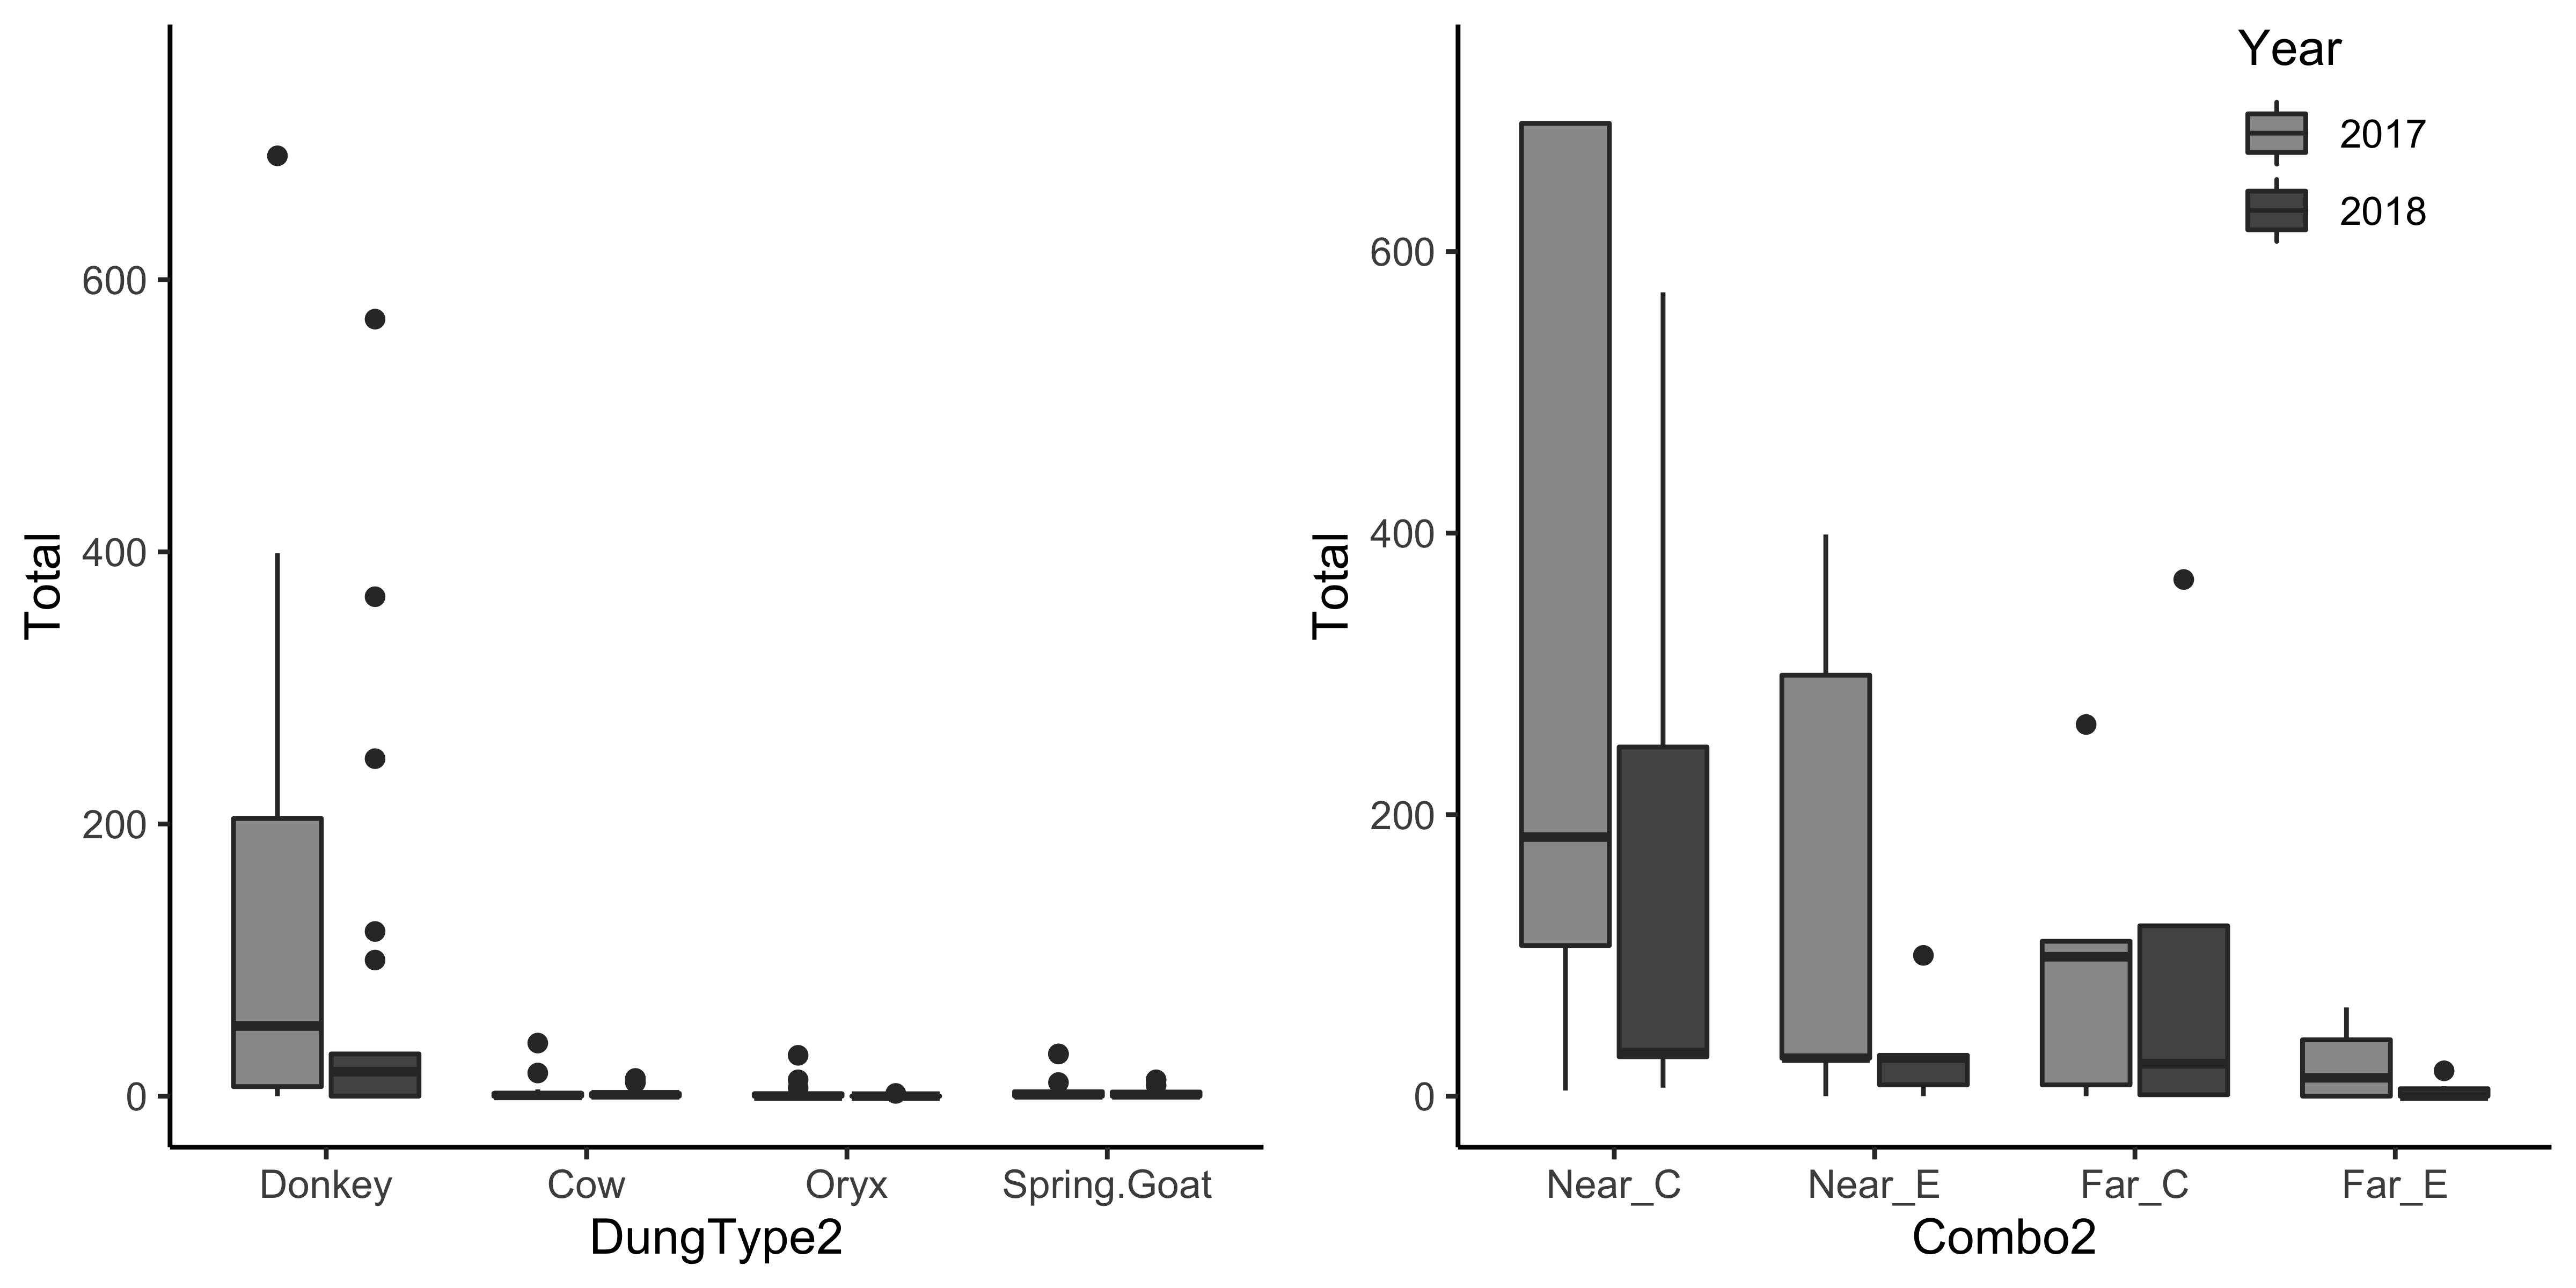 Total
600
400
200
0
Donkey Cow Oryx Spring.Goat
DungType2
Total
600
400
200
0
Near_C Near_E Far_C Far_E
Combo2
Year
2017
2018